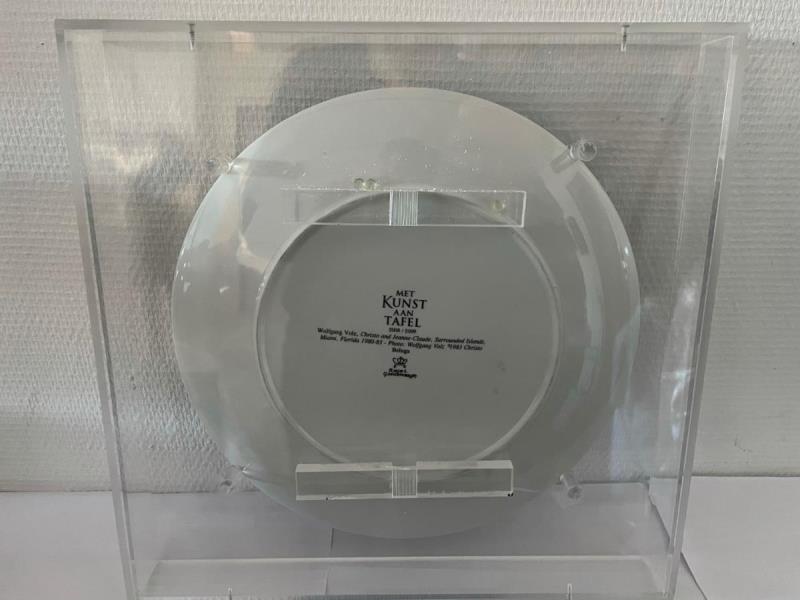 MET
KUNST
AAN
TAFEL
Wolfgang Volz, Christo and Jeanne-Claude, Surrounded Islands,
Miami, Florida 1980-83 - Photo: Wolfgang Volz °1983 Christo
Beluga